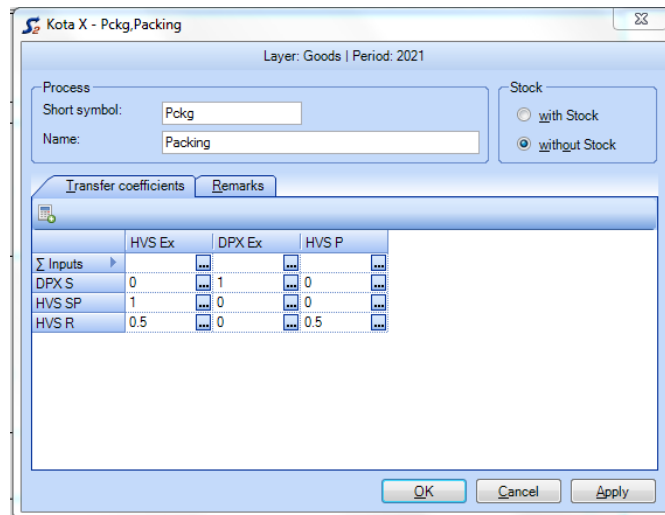 Kota X - Pckg,Packing
Layer: Goods | Period: 2021
Process
Short symbol: Pckg
Name: Packing
Stock
with Stock
without Stock
Transfer coefficients Remarks
HVS Ex DPX Ex HVS P
Σ Inputs ... ... ...
DPX S 0 ... 1 ... 0 ...
HVS SP 1 ... 0 ... 0 ...
HVS R 0.5 ... 0 ... 0.5 ...
OK Cancel Apply